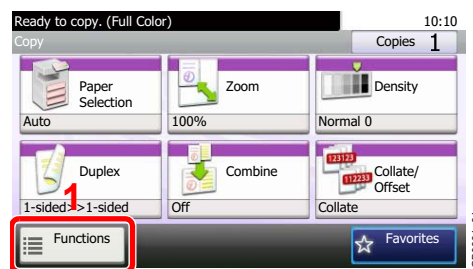 Ready to copy. (Full Color) 10:10
Copy Copies 1
Paper Selection Zoom Density
Auto 100% Normal 0
123123
112233
Duplex Combine Collate/ Offset
1
1-sided>>1-sided Off Collate
Functions Favorites